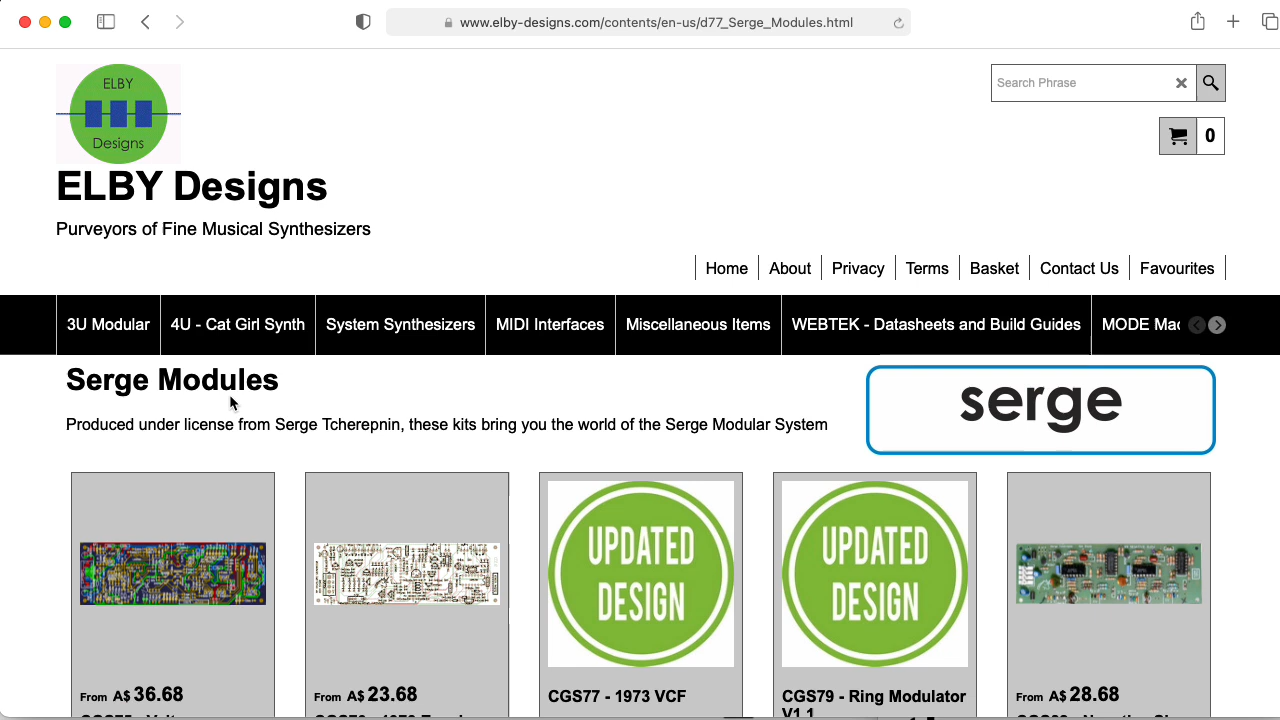 www.elby-designs.com/contents/en-us/d77_Serge_Modules.html
ELBY
Designs
Search Phrase
0
ELBY Designs
Purveyors of Fine Musical Synthesizers
Home About Privacy Terms Basket Contact Us Favourites
3U Modular 4U - Cat Girl Synth System Synthesizers MIDI Interfaces Miscellaneous Items WEBTEK - Datasheets and Build Guides MODE Mac
Serge Modules
serge
Produced under license from Serge Tcherepnin, these kits bring you the world of the Serge Modular System
UPDATED
DESIGN
UPDATED
DESIGN
From A$ 36.68
From A$ 23.68
CGS77 - 1973 VCF
CGS79 - Ring Modulator
V1.1
From A$ 28.68